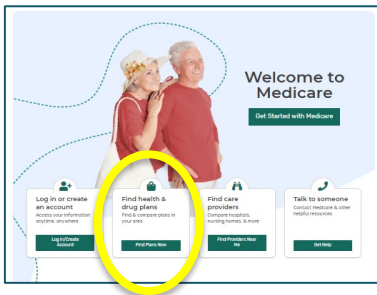 Welcome to
Medicare
Get Started with Medicare
Log in or create
an account
Access your information
anytime, anywhere
Log in/Create
Account
Find health &
drug plans
Find & compare plans in
your area
Find Plans Now
Find care
providers
Compare hospitals,
nursing homes, & more
Find Providers Near
Me
Talk to someone
Contact Medicare & other
helpful resources.
Get Help